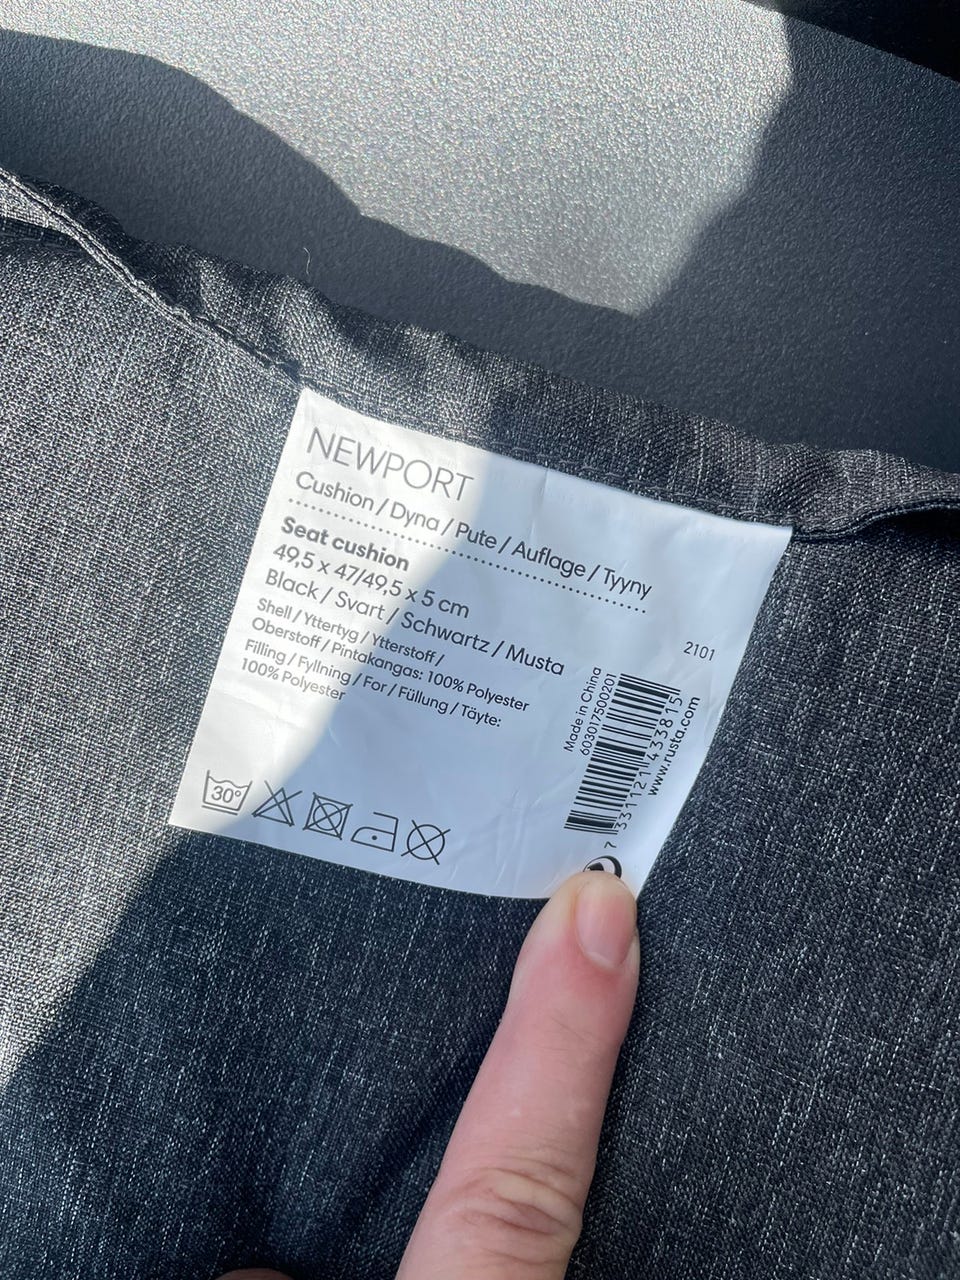 NEWPORT
Cushion / Dyna / Pute / Auflage / Tyyny
Seat cushion
49,5 x 47/49,5 x 5 cm
Black / Svart / Schwartz / Musta
Shell / Yttertyg / Ytterstoff /
Oberstoff / Pintakangas: 100% Polyester
Filling / Fyllning / For / Füllung / Täyte:
100% Polyester
2101
Made in China
603017500201
7 331121 433815
www.rusta.com
30°